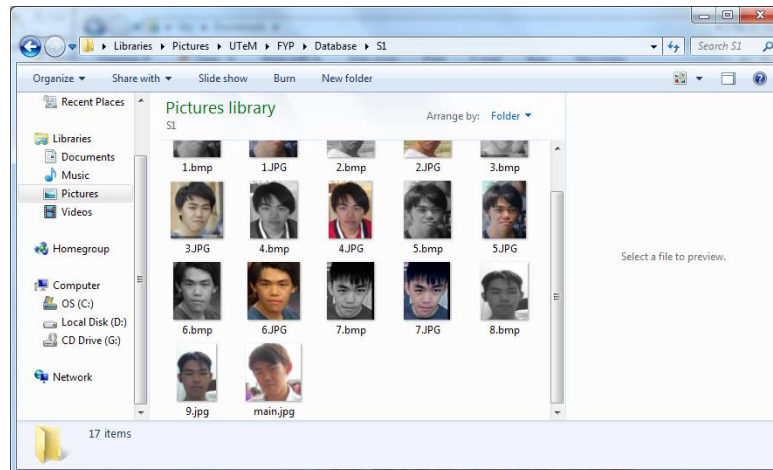 Libraries Pictures UTeM FYP Database S1 Search S1
Organize Share with Slide show Burn New folder
Recent Places
Libraries
Documents
Music
Pictures
Videos
Homegroup
Computer
OS (C:)
Local Disk (D:)
CD Drive (G:)
Network
Pictures library
S1
Arrange by: Folder
1.bmp 1.JPG 2.bmp 2.JPG 3.bmp
3.JPG 4.bmp 4.JPG 5.bmp 5.JPG
6.bmp 6.JPG 7.bmp 7.JPG 8.bmp
9.jpg main.jpg
Select a file to preview.
17 items